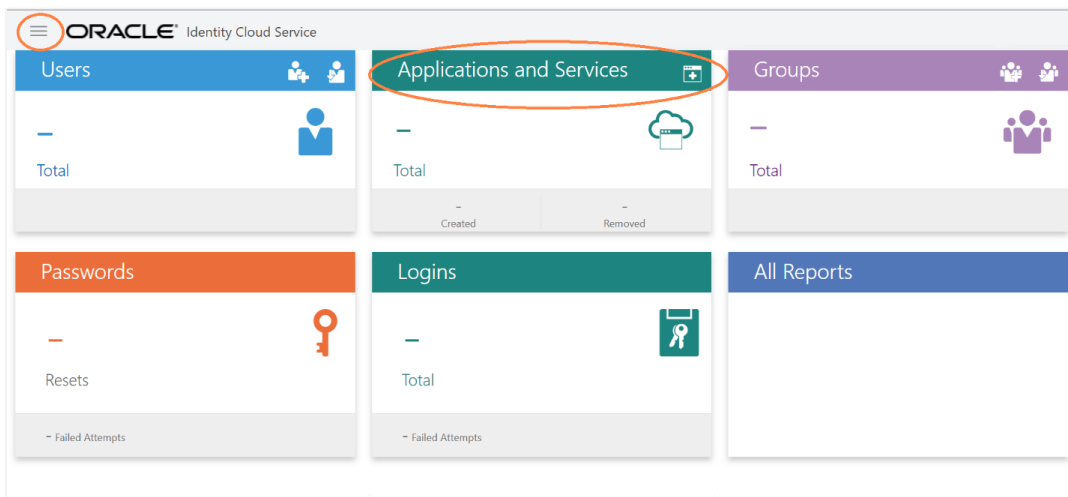 ORACLE® Identity Cloud Service
Users
Applications and Services
Groups
–
Total
–
Total
–
Total
-
Created
-
Removed
Passwords
Logins
All Reports
–
Resets
–
Total
- Failed Attempts
- Failed Attempts